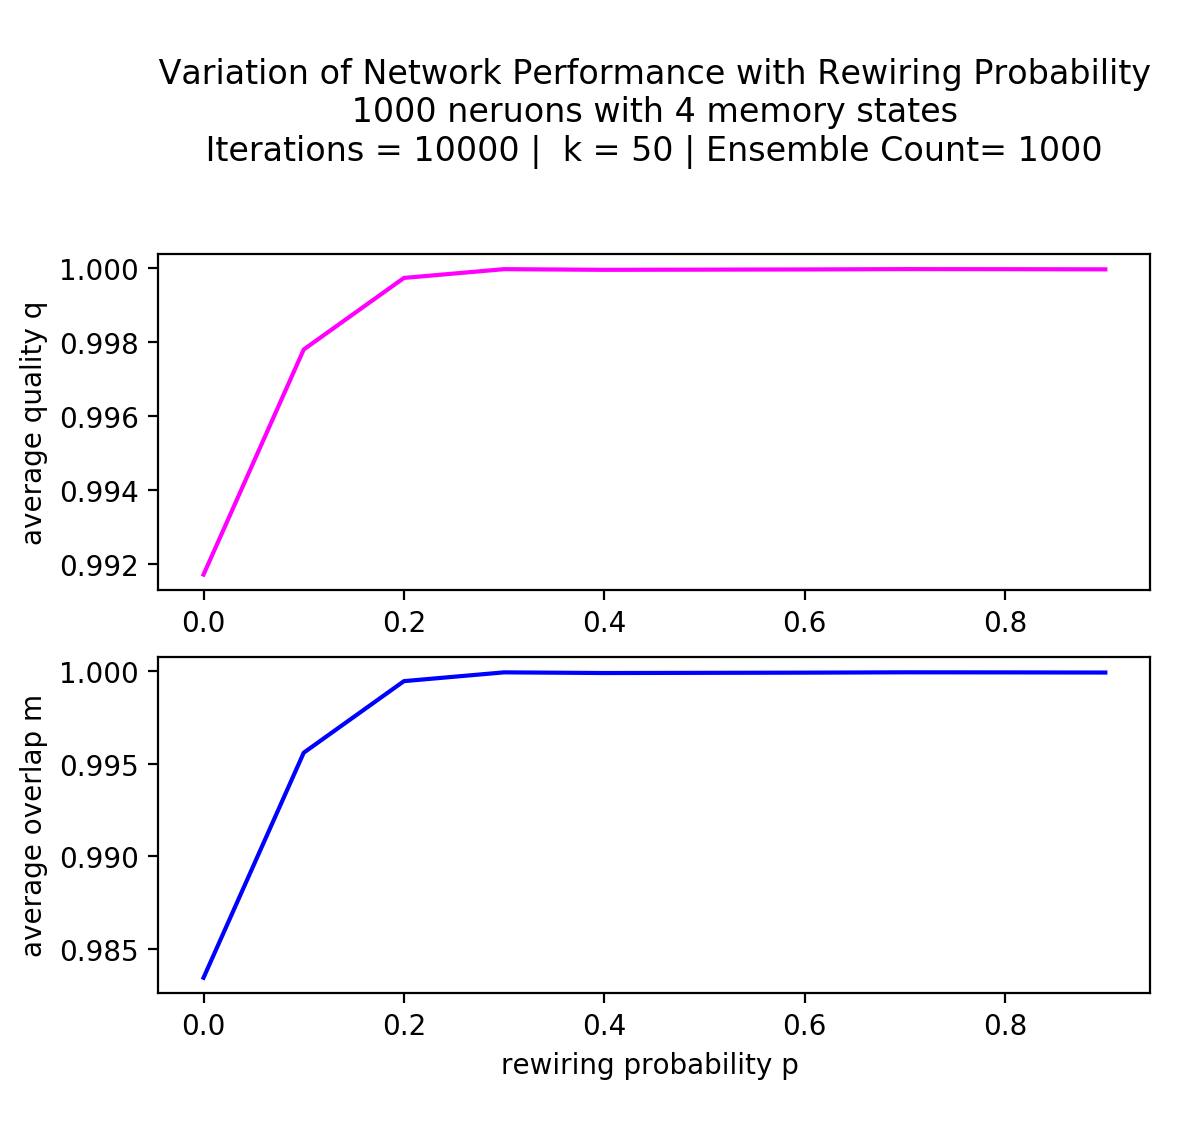 Variation of Network Performance with Rewiring Probability
1000 neruons with 4 memory states
Iterations = 10000 |  k = 50 | Ensemble Count= 1000
average quality q
1.000
0.998
0.996
0.994
0.992
0.0 0.2 0.4 0.6 0.8
average overlap m
1.000
0.995
0.990
0.985
0.0 0.2 0.4 0.6 0.8
rewiring probability p